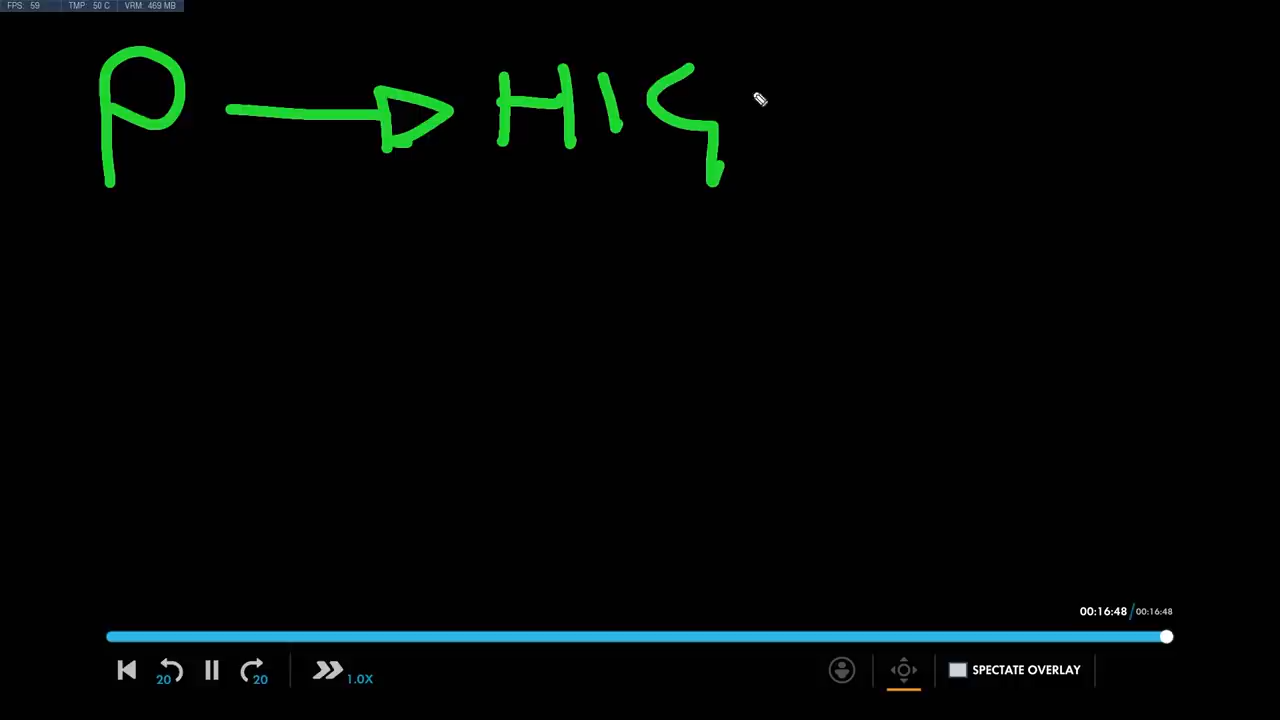 FPS: 59 TMP: 50 C VRM: 469 MB
P → HIG
00:16:48 / 00:16:48
20 20 1.0X SPECTATE OVERLAY